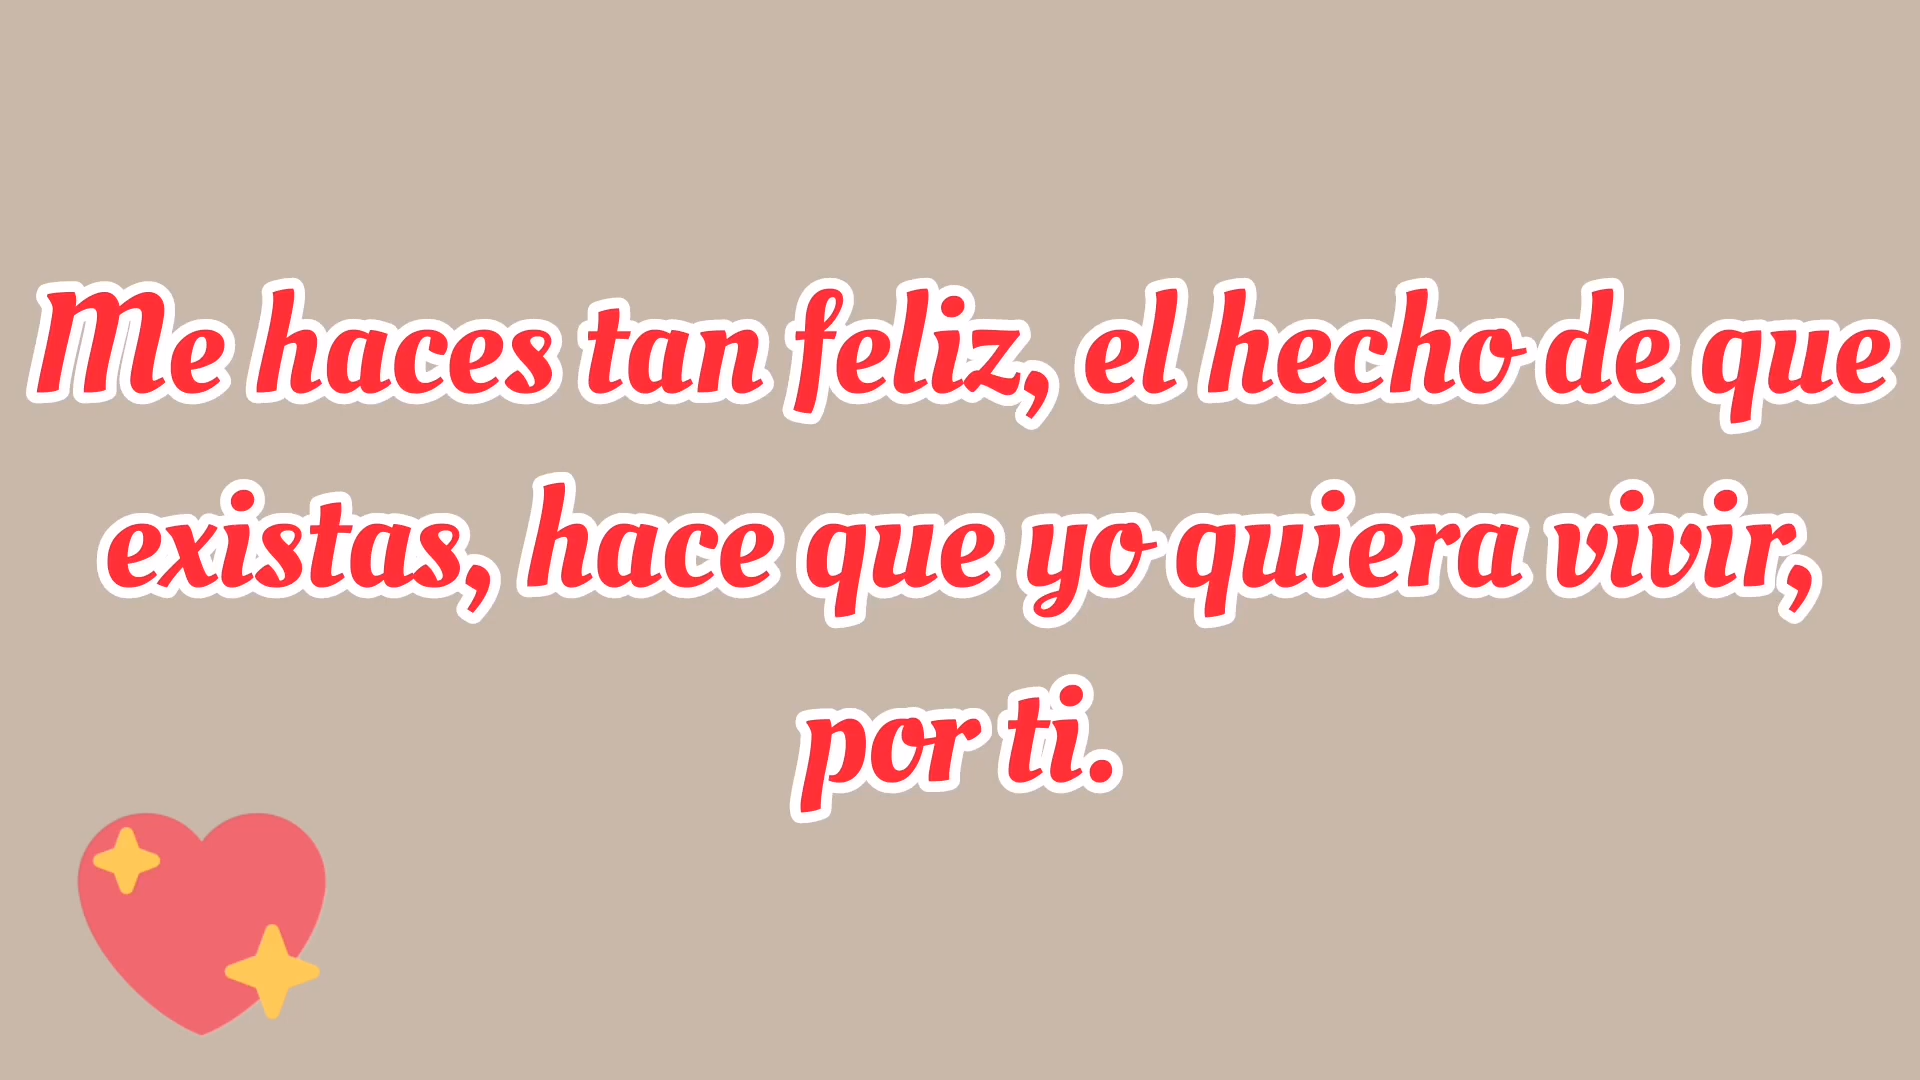 Me haces tan feliz, el hecho de que
existas, hace que yo quiera vivir,
por ti.